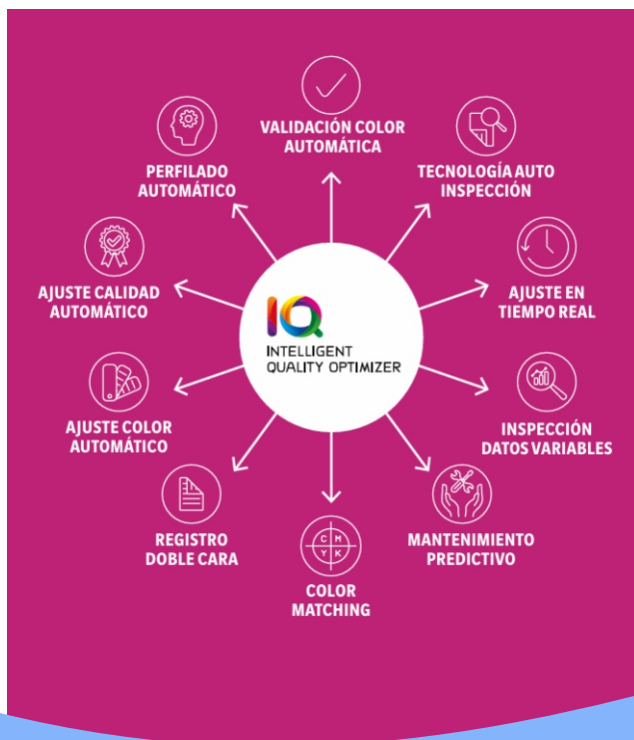 VALIDACIÓN COLOR
AUTOMÁTICA
PERFILADO
AUTOMÁTICO
TECNOLOGÍA AUTO
INSPECCIÓN
AJUSTE CALIDAD
AUTOMÁTICO
AJUSTE EN
TIEMPO REAL
IQ
INTELLIGENT
QUALITY OPTIMIZER
AJUSTE COLOR
AUTOMÁTICO
INSPECCIÓN
DATOS VARIABLES
REGISTRO
DOBLE CARA
C M
Y K
COLOR
MATCHING
MANTENIMIENTO
PREDICTIVO